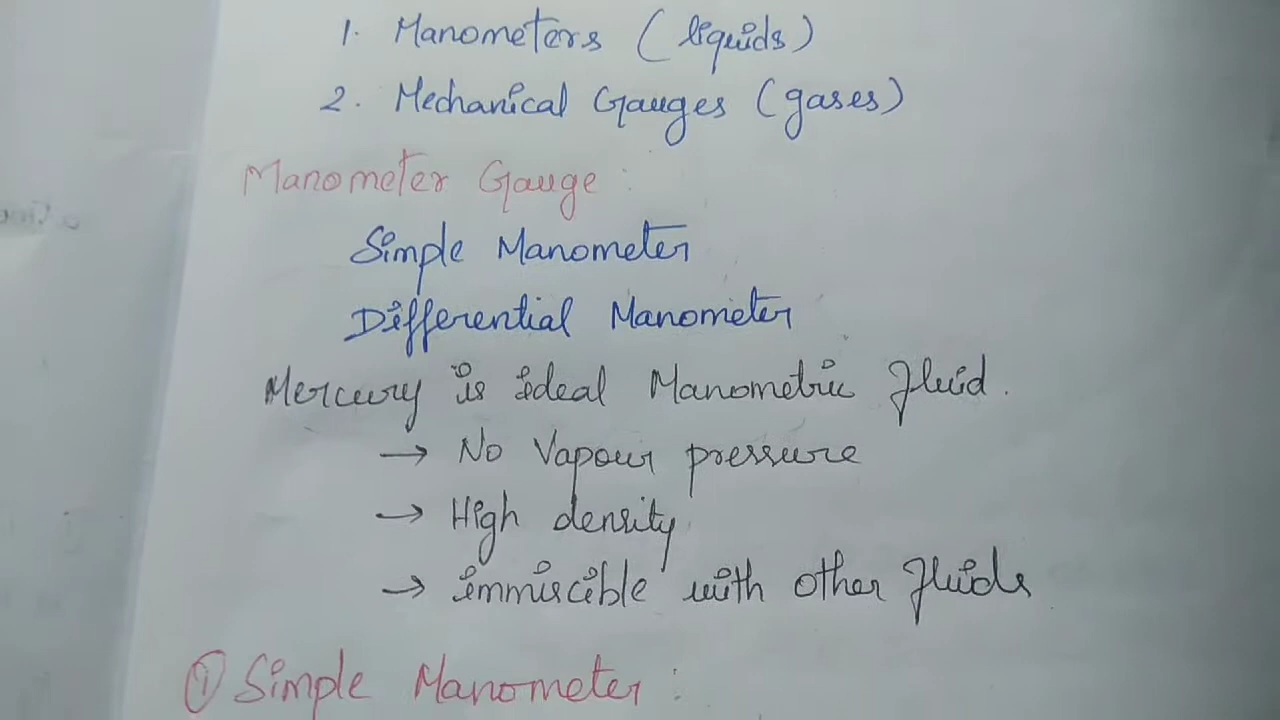 1. Manometers (liquids)
2. Mechanical Gauges (gases)
Manometer Gauge :
Simple Manometer
Differential Manometer
Mercury is ideal Manometric fluid.
→ No Vapour pressure
→ High density
→ immiscible with other fluids
① Simple Manometer :